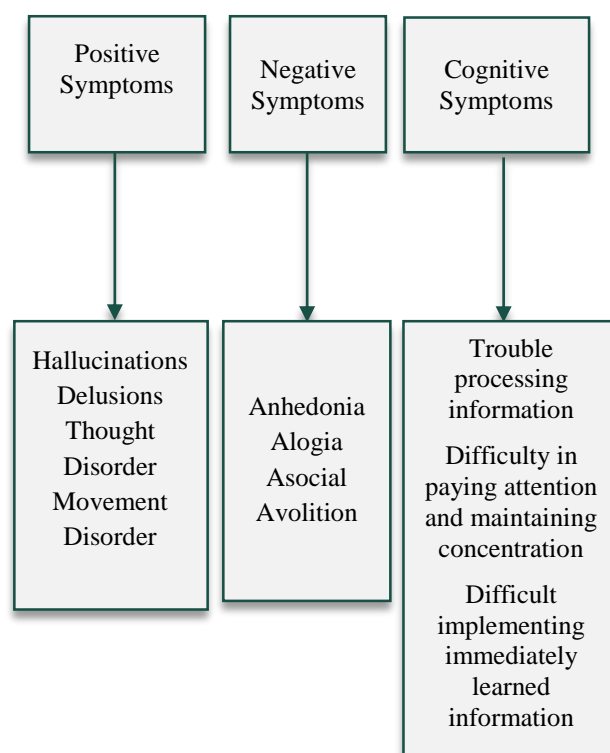 Positive
Symptoms
Negative
Symptoms
Cognitive
Symptoms
Hallucinations
Delusions
Thought
Disorder
Movement
Disorder
Anhedonia
Alogia
Asocial
Avolition
Trouble
processing
information
Difficulty in
paying attention
and maintaining
concentration
Difficult
implementing
immediately
learned
information